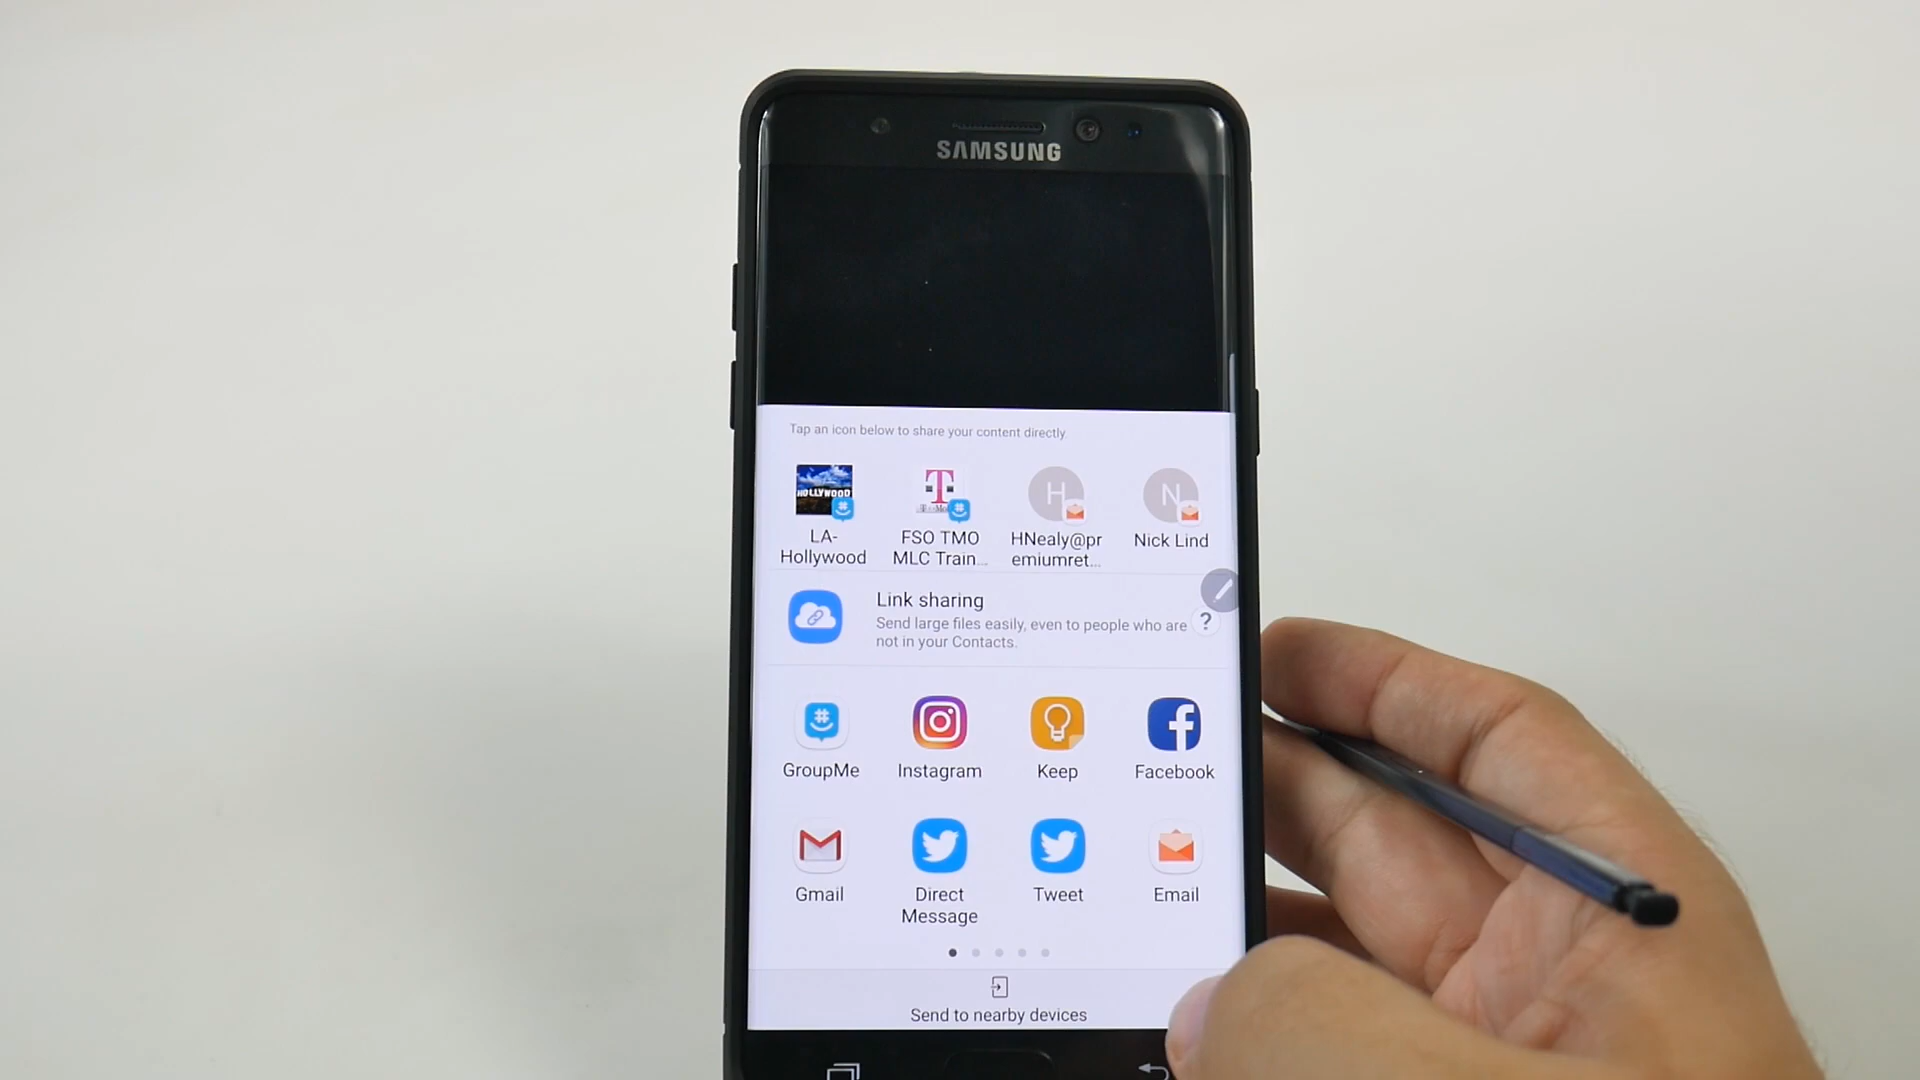 SAMSUNG
Tap an icon below to share your content directly.
HOLLYWOOD
T
H
N
LA-
Hollywood
FSO TMO
MLC Train...
HNealy@pr
emiumret...
Nick Lind
Link sharing
Send large files easily, even to people who are
not in your Contacts.
?
GroupMe
Instagram
Keep
Facebook
Gmail
Direct
Message
Tweet
Email
Send to nearby devices